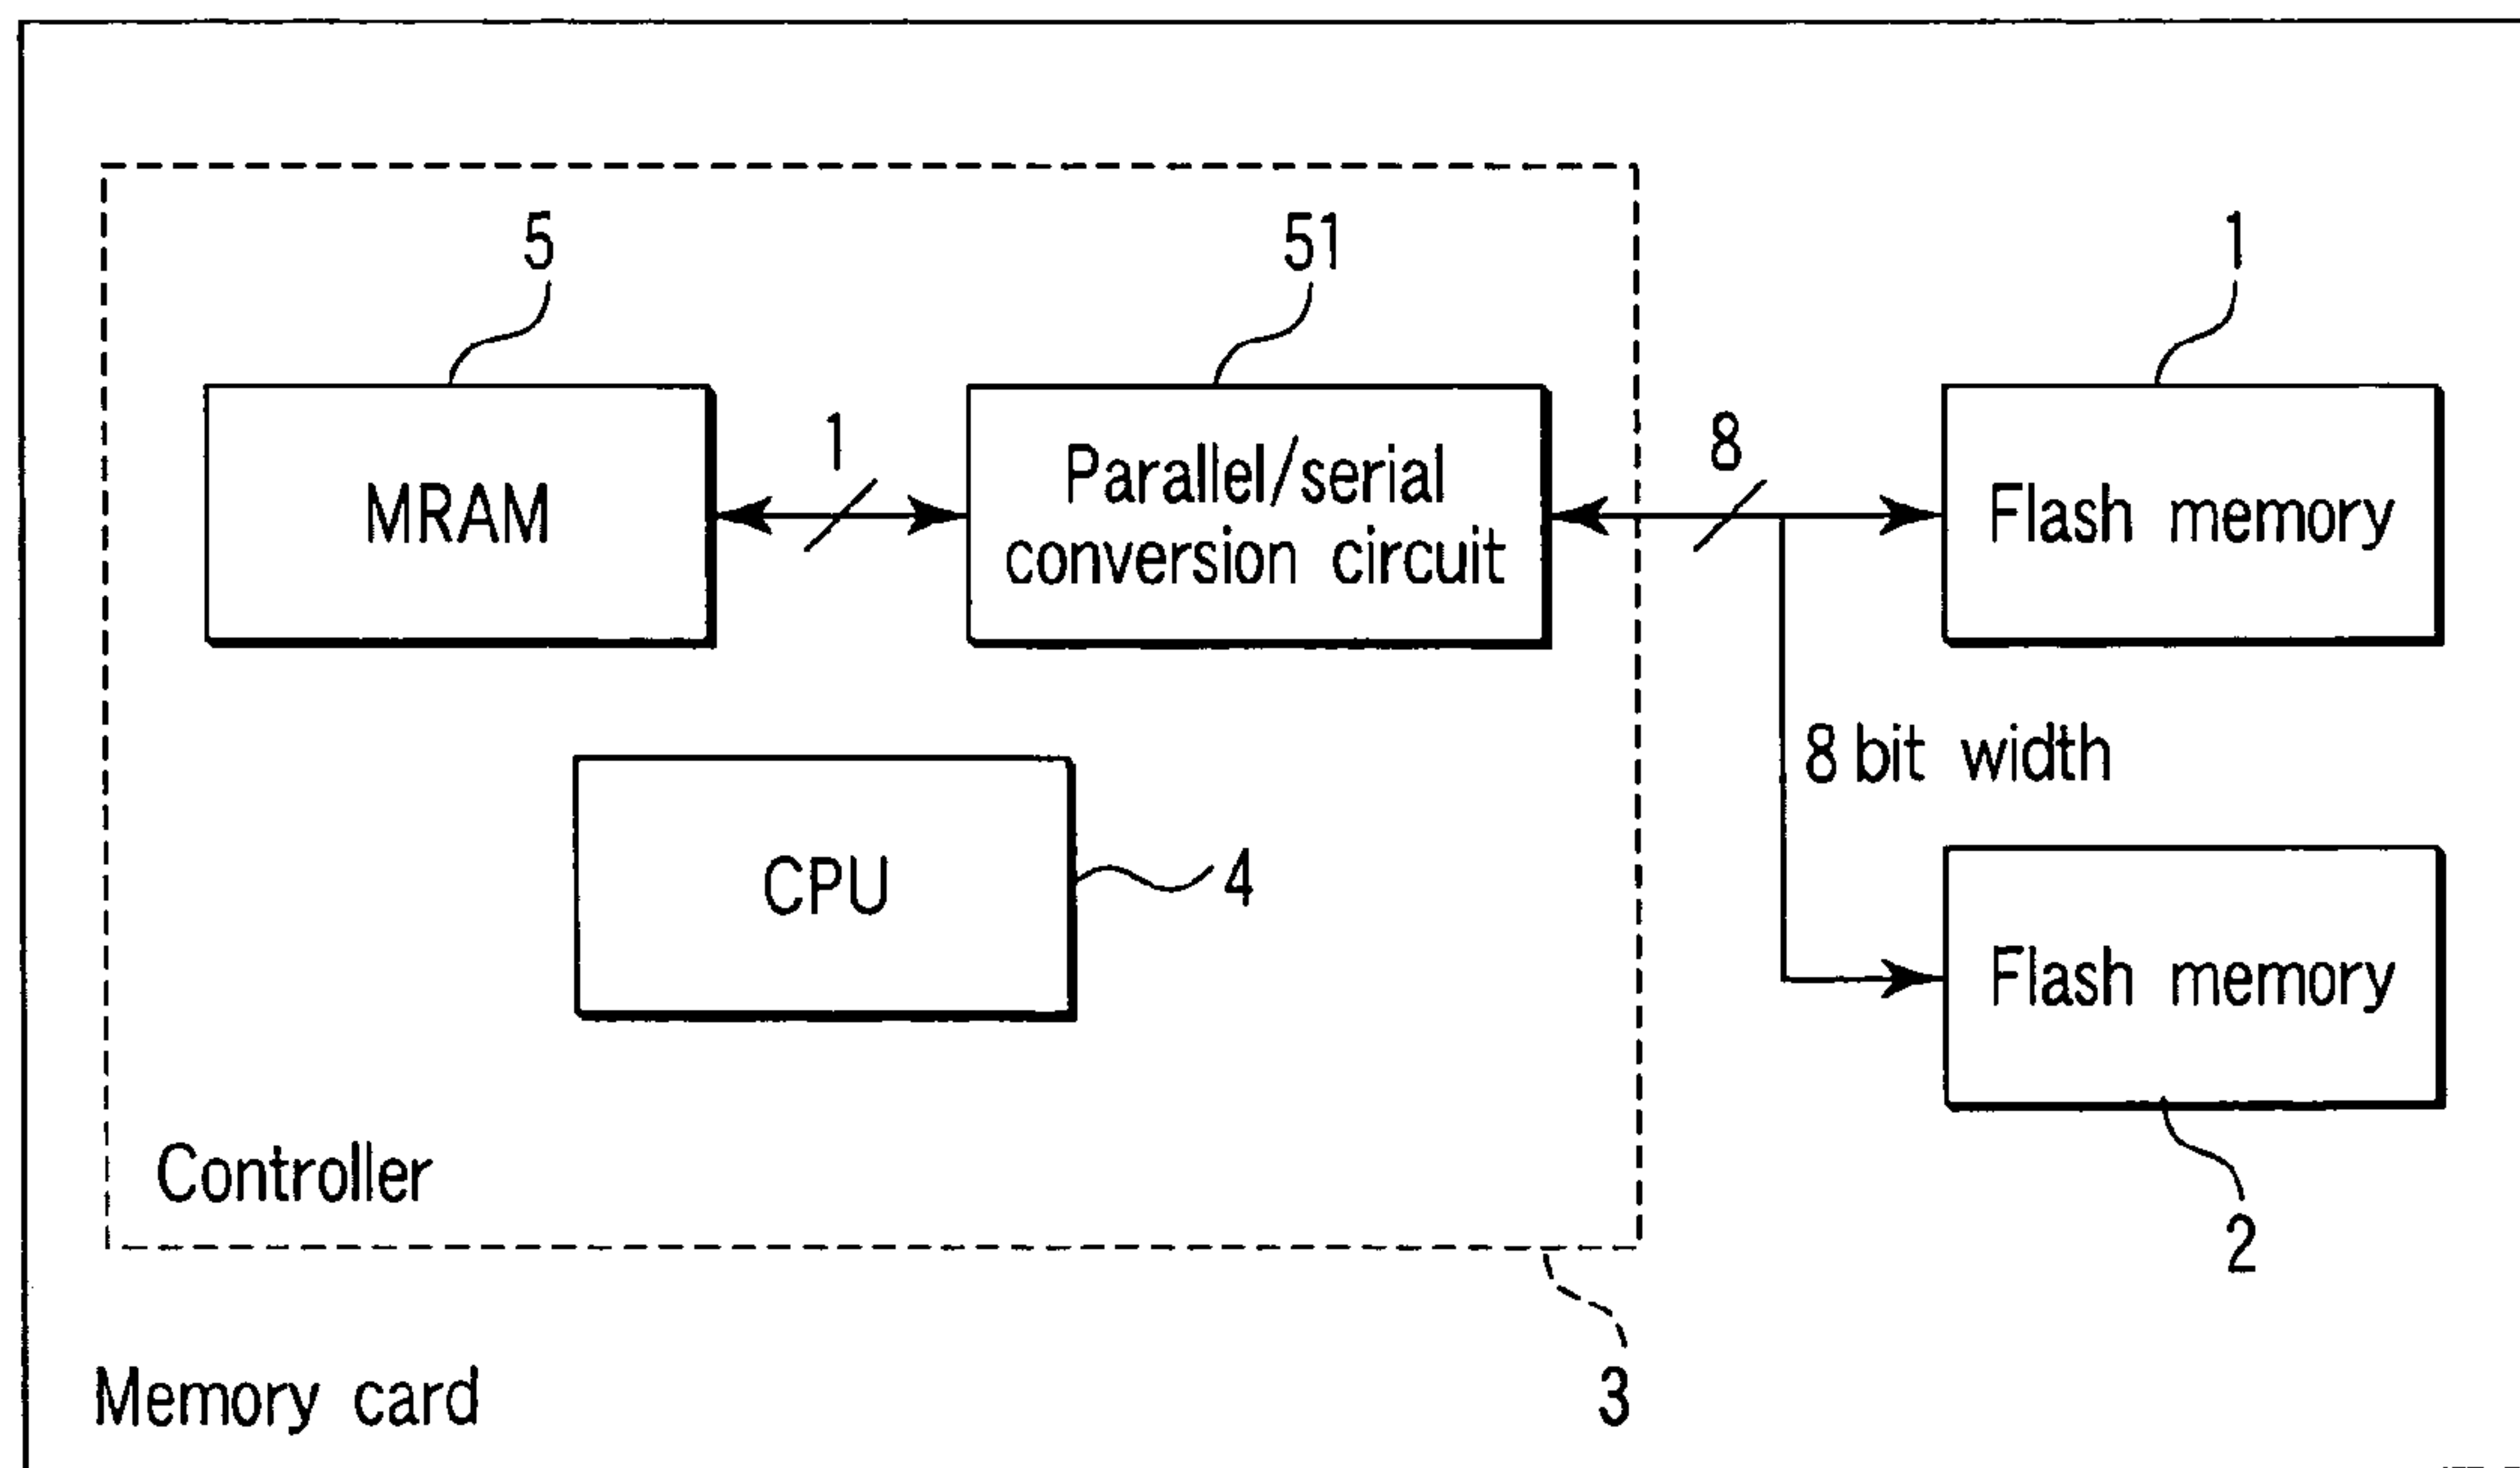 5
51
1
1
8
MRAM
Parallel/serial
conversion circuit
Flash memory
8 bit width
CPU
4
Flash memory
Controller
2
3
Memory card